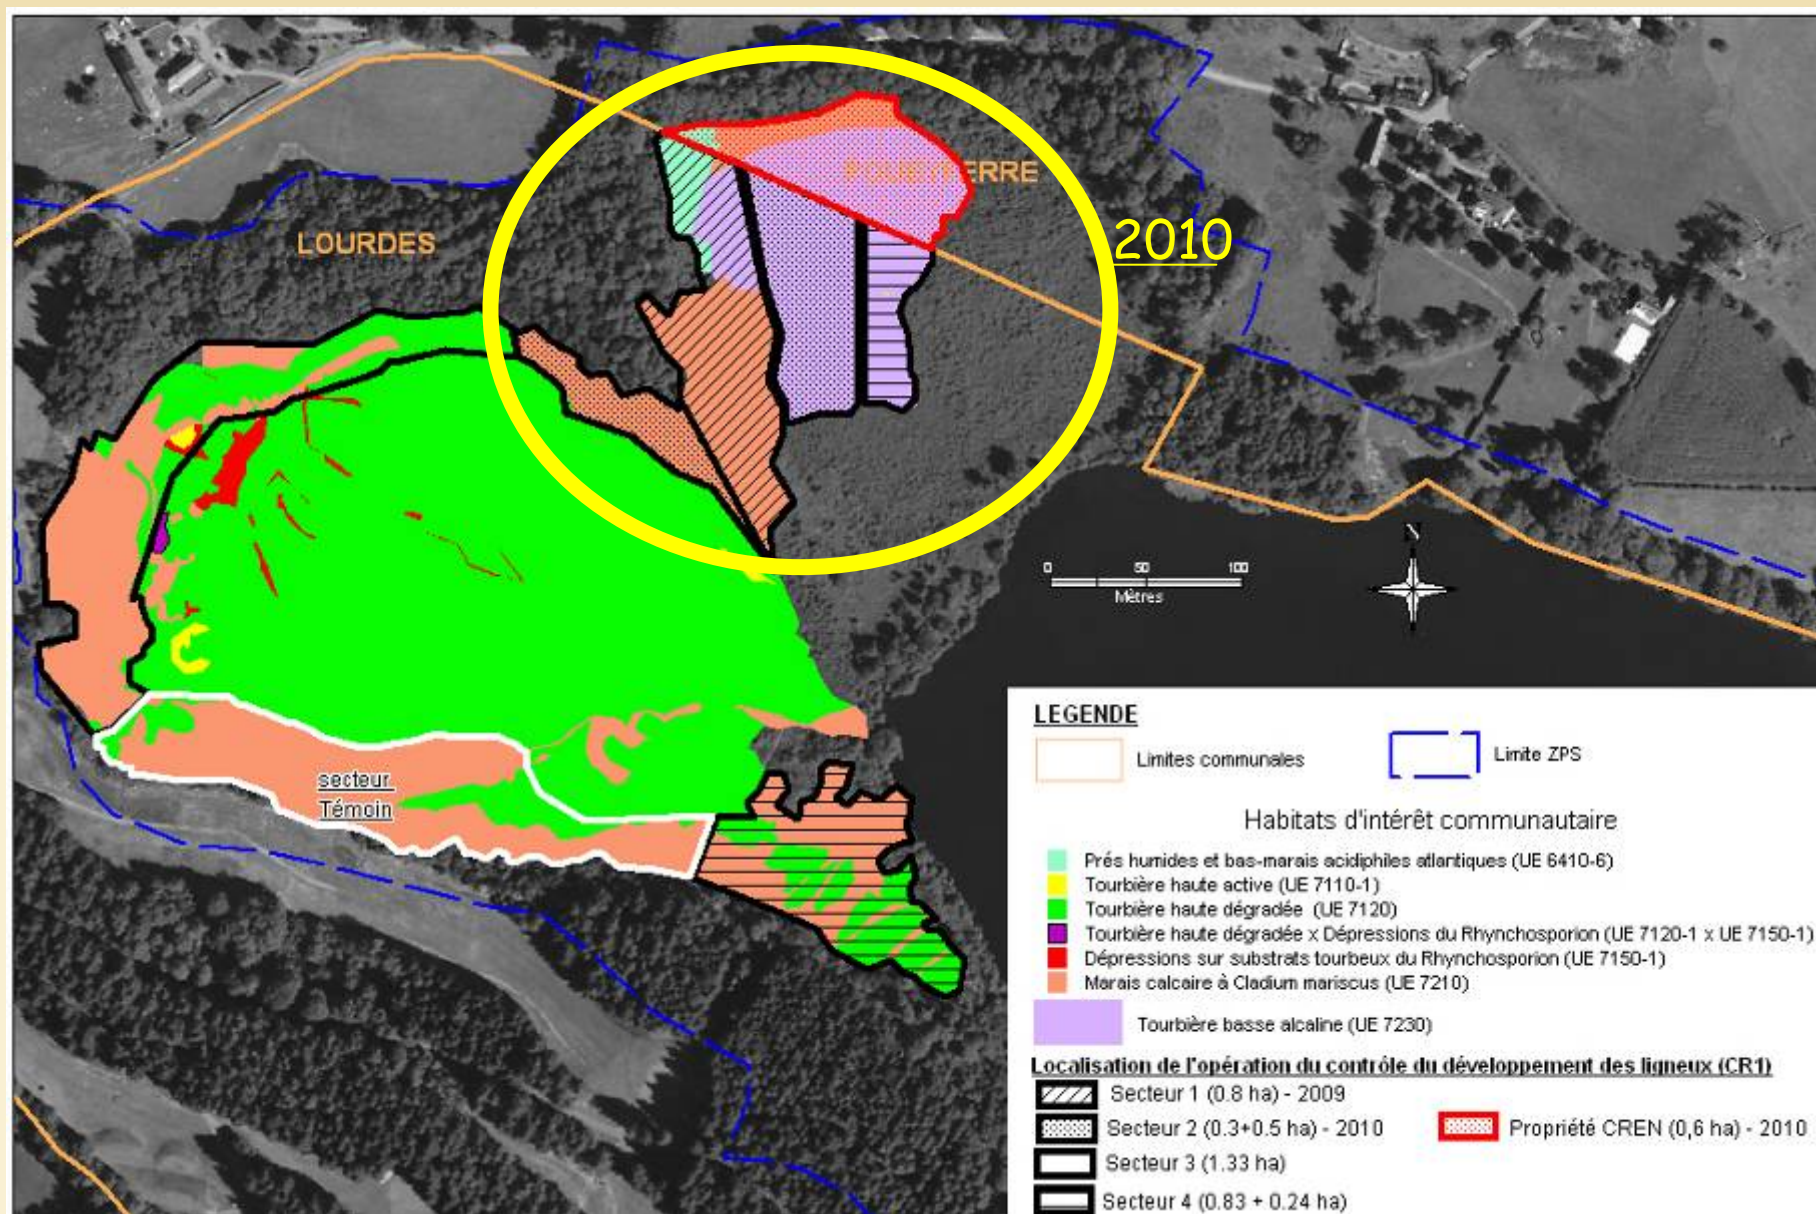 LOURDES
POUEYFERRE
2010
0 50 100
Mètres
N
secteur
Témoin
LEGENDE
Limites communales
Limite ZPS
Habitats d'intérêt communautaire
Prés humides et bas-marais acidiphiles atlantiques (UE 6410-6)
Tourbière haute active (UE 7110-1)
Tourbière haute dégradée (UE 7120)
Tourbière haute dégradée x Dépressions du Rhynchosporion (UE 7120-1 x UE 7150-1)
Dépressions sur substrats tourbeux du Rhynchosporion (UE 7150-1)
Marais calcaire à Cladium mariscus (UE 7210)
Tourbière basse alcaline (UE 7230)
Localisation de l'opération du contrôle du développement des ligneux (CR1)
Secteur 1 (0.8 ha) - 2009
Secteur 2 (0.3+0.5 ha) - 2010
Propriété CREN (0,6 ha) - 2010
Secteur 3 (1.33 ha)
Secteur 4 (0.83 + 0.24 ha)